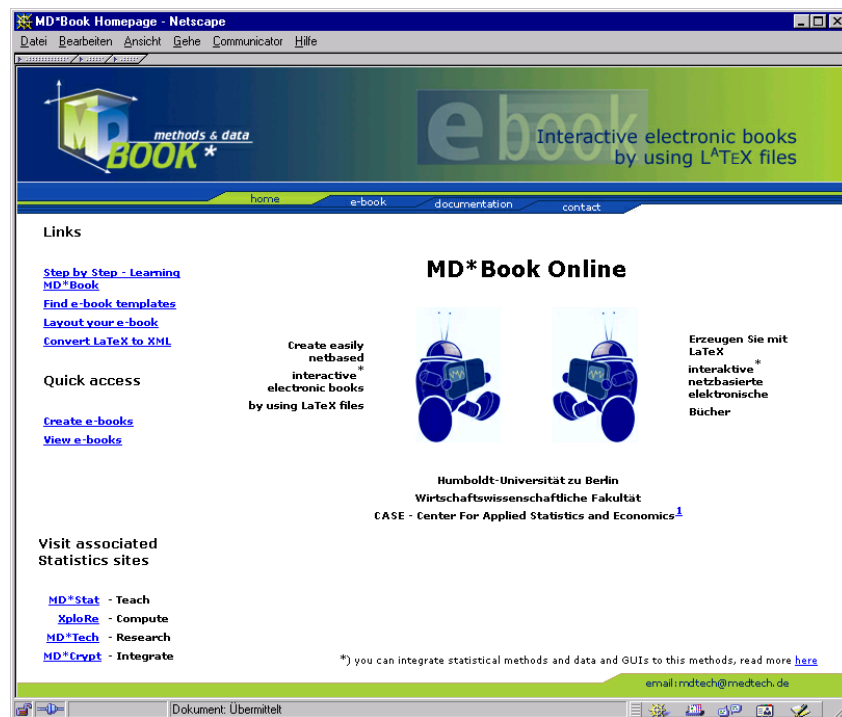 MD*Book Homepage - Netscape
Datei Bearbeiten Ansicht Gehe Communicator Hilfe
MD BOOK *
methods & data
e book
Interactive electronic books
by using LATEX files
home e-book documentation contact
Links
Step by Step - Learning
MD*Book
Find e-book templates
Layout your e-book
Convert LaTeX to XML
Quick access
Create e-books
View e-books
Visit associated
Statistics sites
MD*Stat - Teach
XploRe - Compute
MD*Tech - Research
MD*Crypt - Integrate
MD*Book Online
Create easily
netbased
interactive*
electronic books
by using LaTeX files
Erzeugen Sie mit
LaTeX
interaktive*
netzbasierte
elektronische
Bücher
Humboldt-Universität zu Berlin
Wirtschaftswissenschaftliche Fakultät
CASE - Center For Applied Statistics and Economics1
*) you can integrate statistical methods and data and GUIs to this methods, read more here
email:mdtech@medtech.de
Dokument: Übermittelt